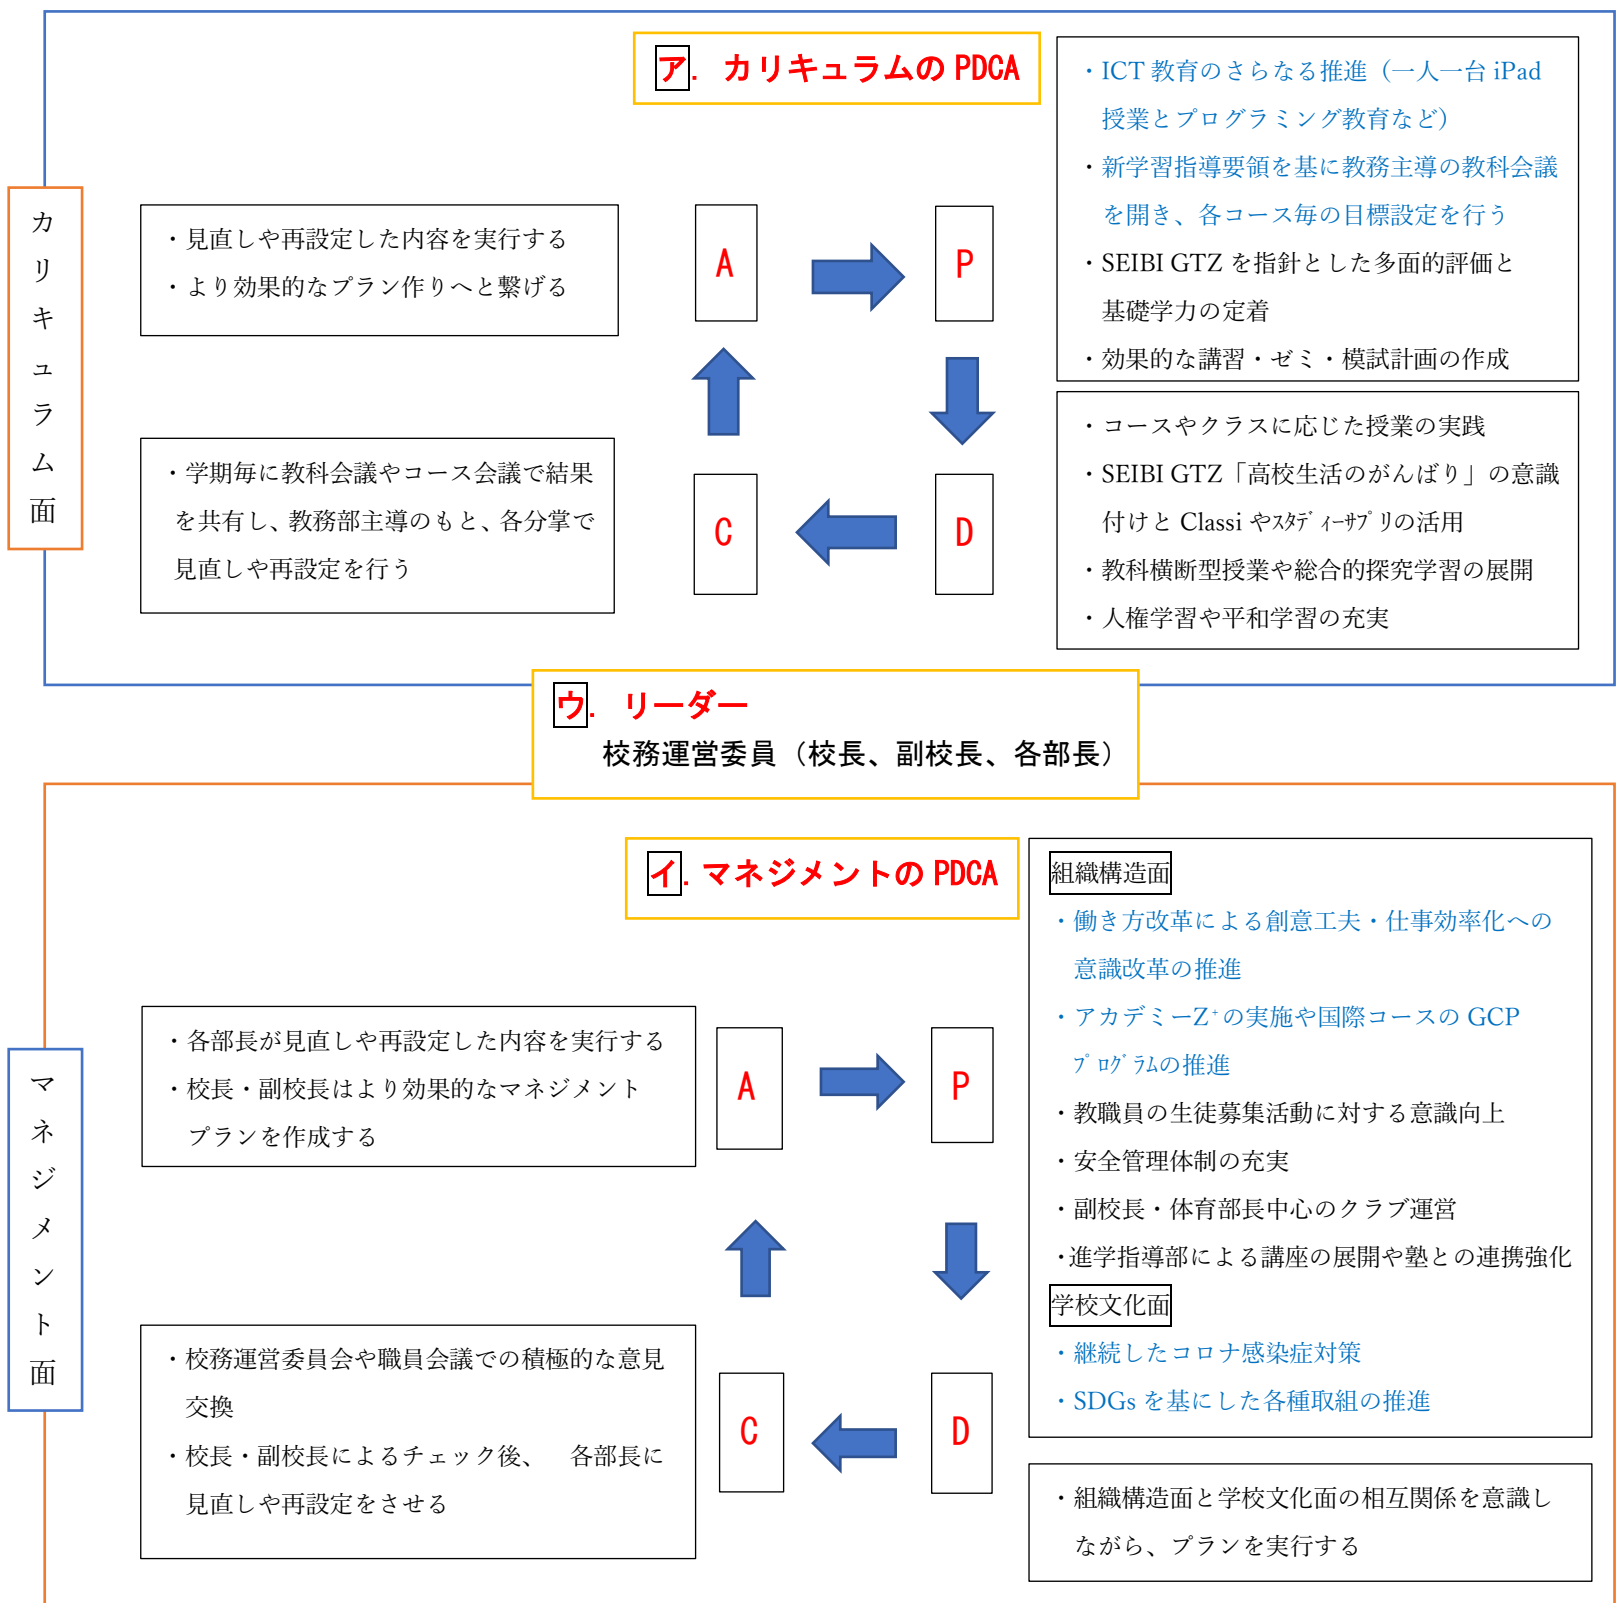 ア. カリキュラムの PDCA
・ICT 教育のさらなる推進（一人一台 iPad
授業とプログラミング教育など）
・新学習指導要領を基に教務主導の教科会議
を開き、各コース毎の目標設定を行う
・SEIBI GTZ を指針とした多面的評価と
基礎学力の定着
・効果的な講習・ゼミ・模試計画の作成
カリキュラム面
・見直しや再設定した内容を実行する
・より効果的なプラン作りへと繋げる
A
P
・コースやクラスに応じた授業の実践
・SEIBI GTZ「高校生活のがんばり」の意識
付けと Classi やｽﾀﾃﾞｨｰｻﾌﾟリの活用
・教科横断型授業や総合的探究学習の展開
・人権学習や平和学習の充実
・学期毎に教科会議やコース会議で結果
を共有し、教務部主導のもと、各分掌で
見直しや再設定を行う
C
D
ウ. リーダー
校務運営委員（校長、副校長、各部長）
イ. マネジメントの PDCA
組織構造面
・働き方改革による創意工夫・仕事効率化への
意識改革の推進
・アカデミーZ⁺の実施や国際コースの GCP
ﾌﾟﾛｸﾞﾗﾑの推進
・教職員の生徒募集活動に対する意識向上
・安全管理体制の充実
・副校長・体育部長中心のクラブ運営
・進学指導部による講座の展開や塾との連携強化
学校文化面
・継続したコロナ感染症対策
・SDGs を基にした各種取組の推進
マネジメント面
・各部長が見直しや再設定した内容を実行する
・校長・副校長はより効果的なマネジメント
プランを作成する
A
P
・校務運営委員会や職員会議での積極的な意見
交換
・校長・副校長によるチェック後、　各部長に
見直しや再設定をさせる
C
D
・組織構造面と学校文化面の相互関係を意識し
ながら、プランを実行する